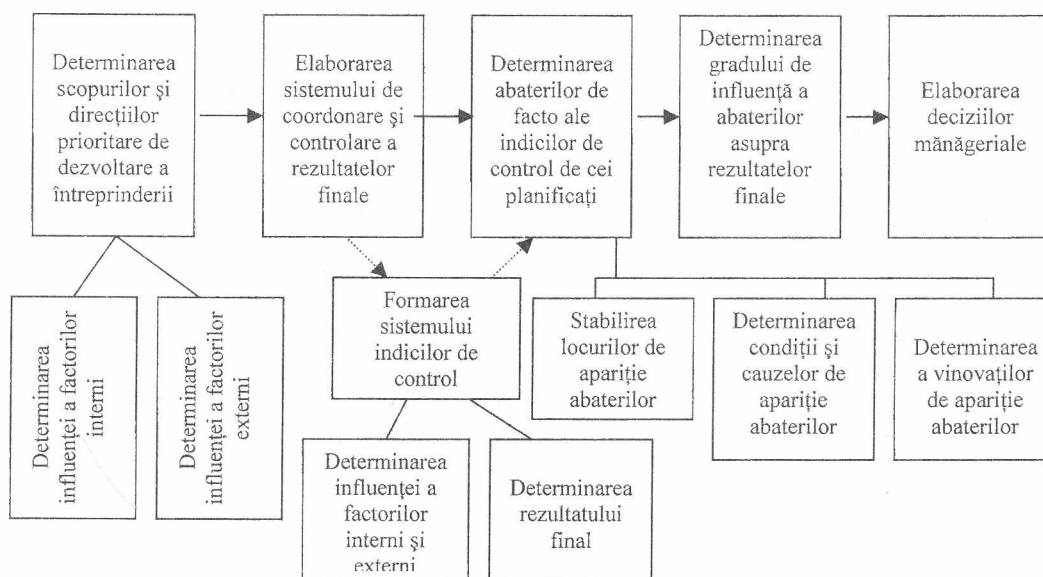 Determinarea
scopurilor şi
direcţiilor
prioritare de
dezvoltare a
întreprinderii
Elaborarea
sistemului de
coordonare şi
controlare a
rezultatelor
finale
Determinarea
abaterilor de
facto ale
indicilor de
control de cei
planificaţi
Determinarea
gradului de
influenţă a
abaterilor
asupra
rezultatelor
finale
Elaborarea
deciziilor
mănăgeriale
Determinarea
influenţei a factorilor
interni
Determinarea
influenţei a factorilor
externi
Formarea
sistemului
indicilor de
control
Stabilirea
locurilor de
apariţie
abaterilor
Determinarea
condiţii şi
cauzelor de
apariţie
abaterilor
Determinarea
a vinovaţilor
de apariţie
abaterilor
Determinarea
influenţei a
factorilor
interni şi
externi
Determinarea
rezultatului
final